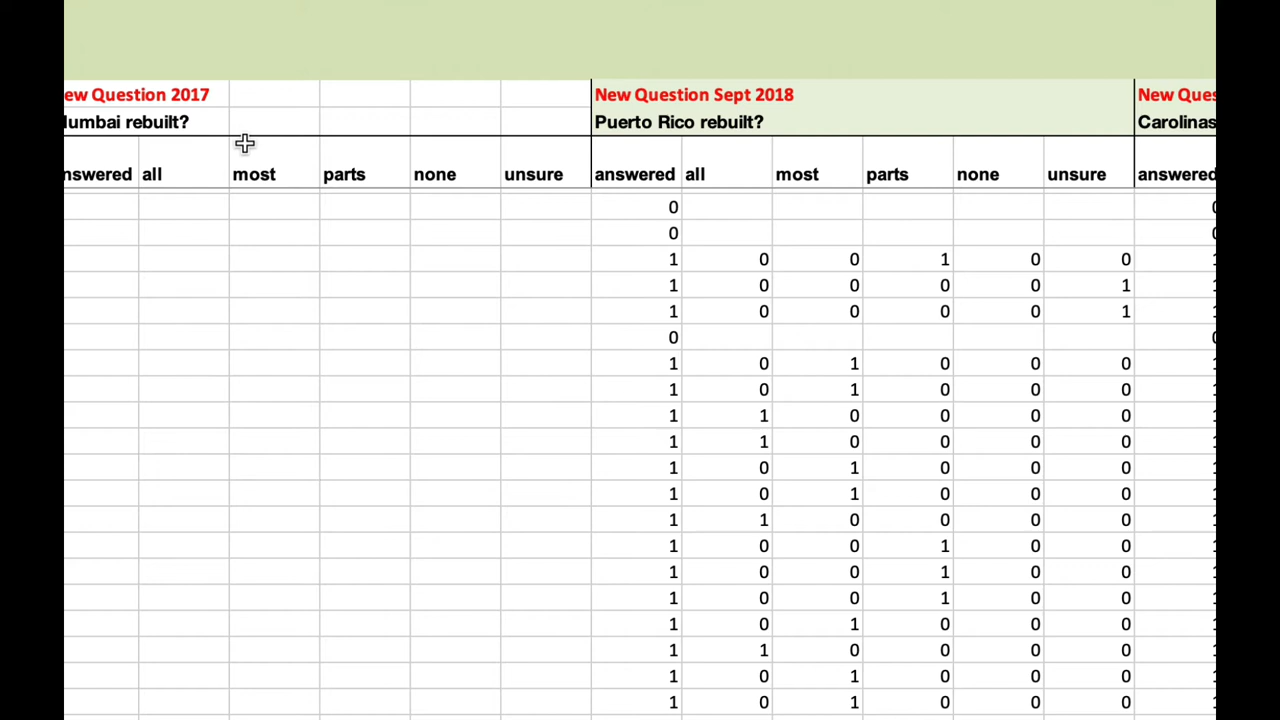 ew Question 2017 New Question Sept 2018 New Ques
umbai rebuilt? Puerto Rico rebuilt? Carolinas
nswered all most parts none unsure answered all most parts none unsure answered
0
0
1 0 0 1 0 0
1 0 0 0 0 1
1 0 0 0 0 1
0
1 0 1 0 0 0
1 0 1 0 0 0
1 1 0 0 0 0
1 1 0 0 0 0
1 0 1 0 0 0
1 0 1 0 0 0
1 1 0 0 0 0
1 0 0 1 0 0
1 0 0 1 0 0
1 0 0 1 0 0
1 0 1 0 0 0
1 1 0 0 0 0
1 0 1 0 0 0
1 0 1 0 0 0